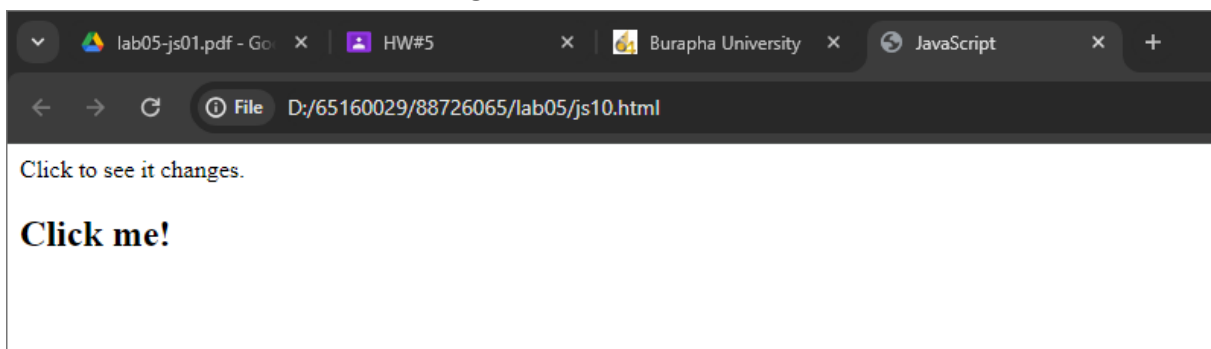 lab05-js01.pdf - Go
HW#5
Burapha University
JavaScript
File D:/65160029/88726065/lab05/js10.html
Click to see it changes.
Click me!